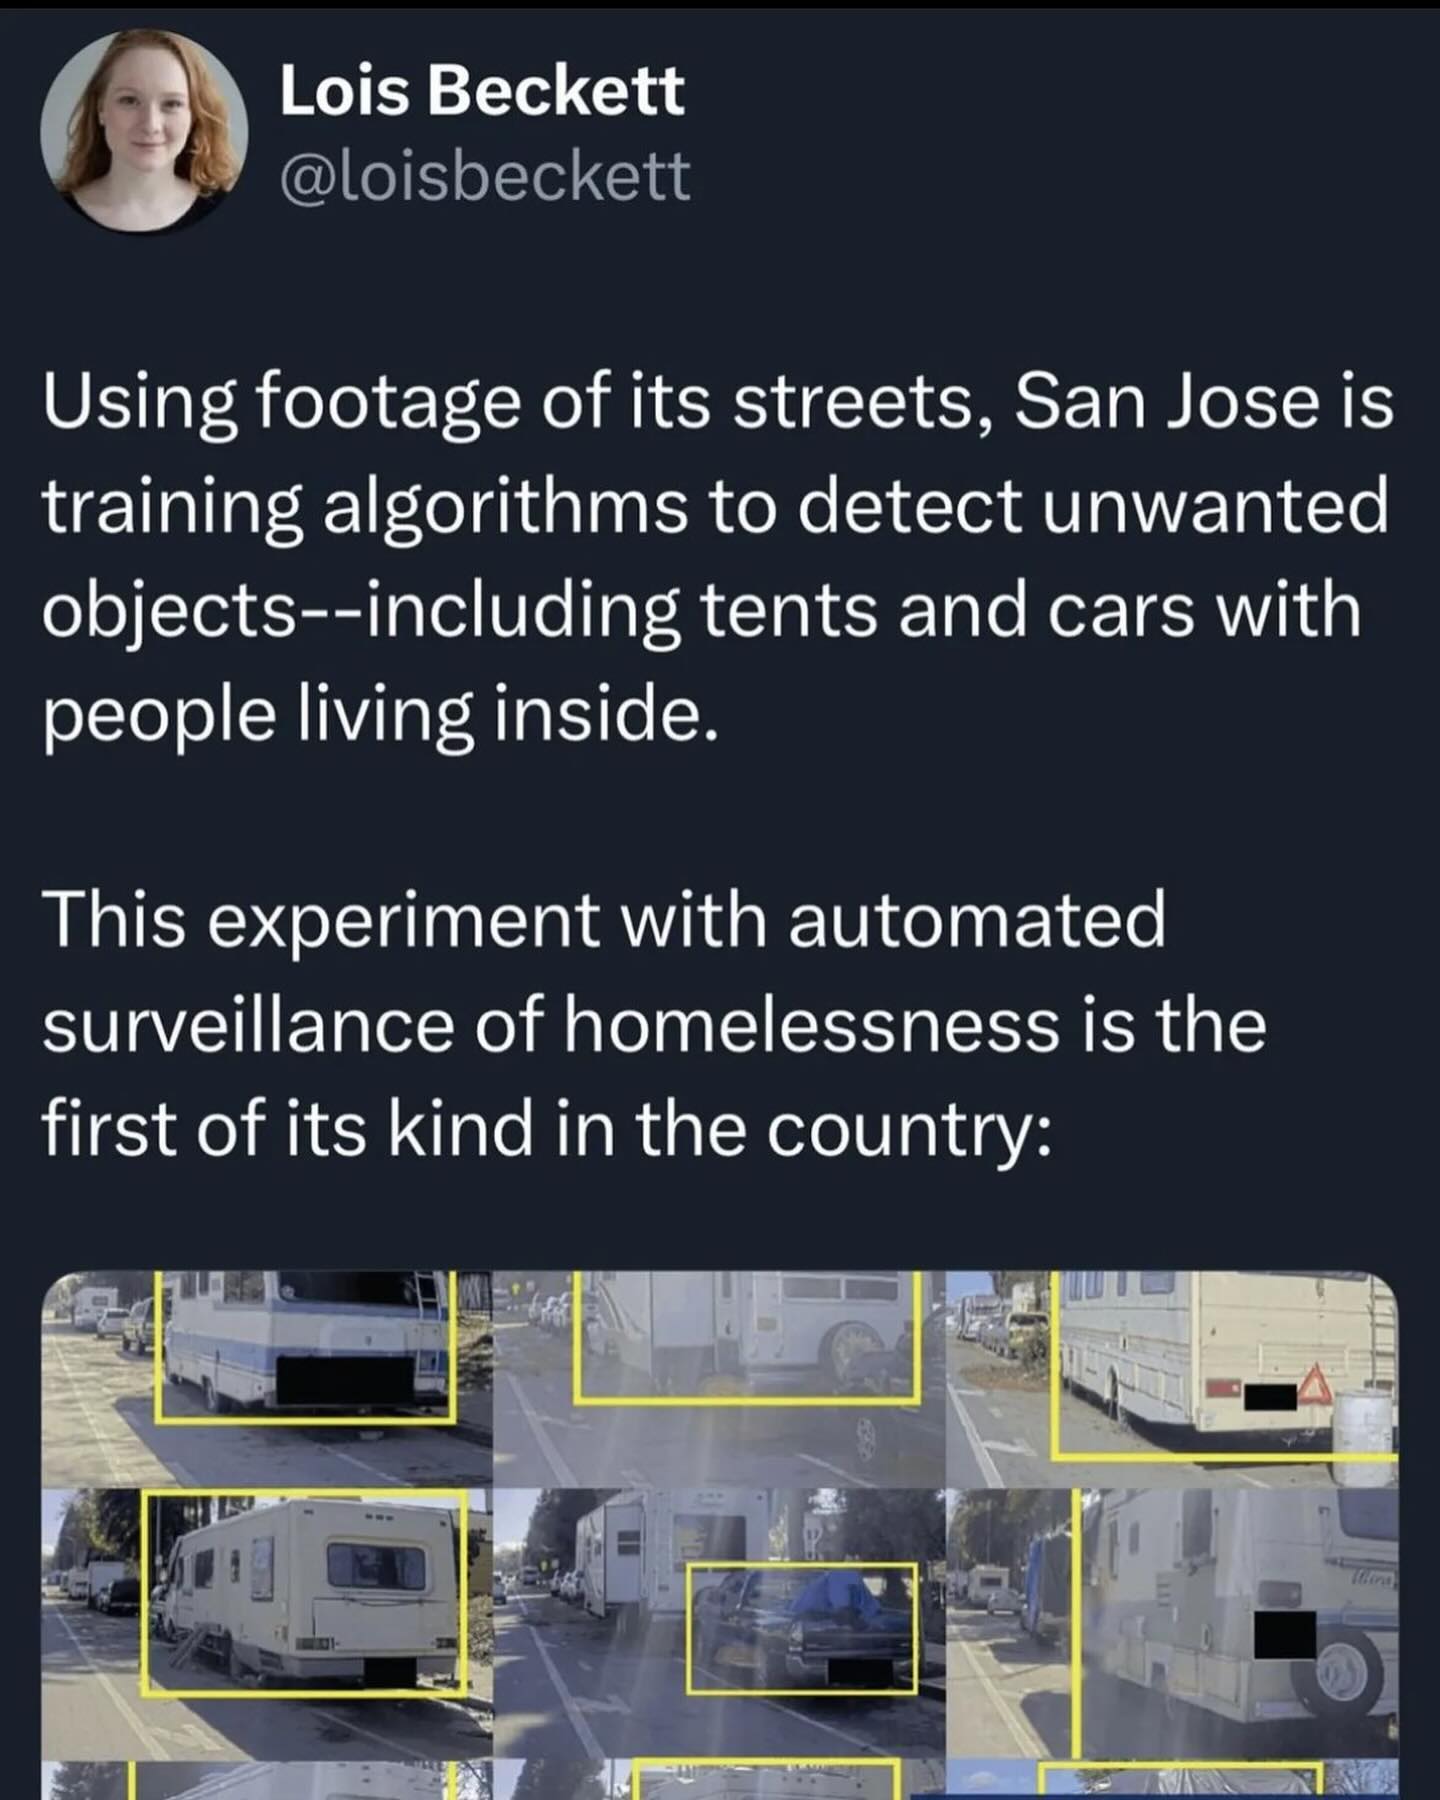 Lois Beckett
@loisbeckett
Using footage of its streets, San Jose is
training algorithms to detect unwanted
objects--including tents and cars with
people living inside.
This experiment with automated
surveillance of homelessness is the
first of its kind in the country: